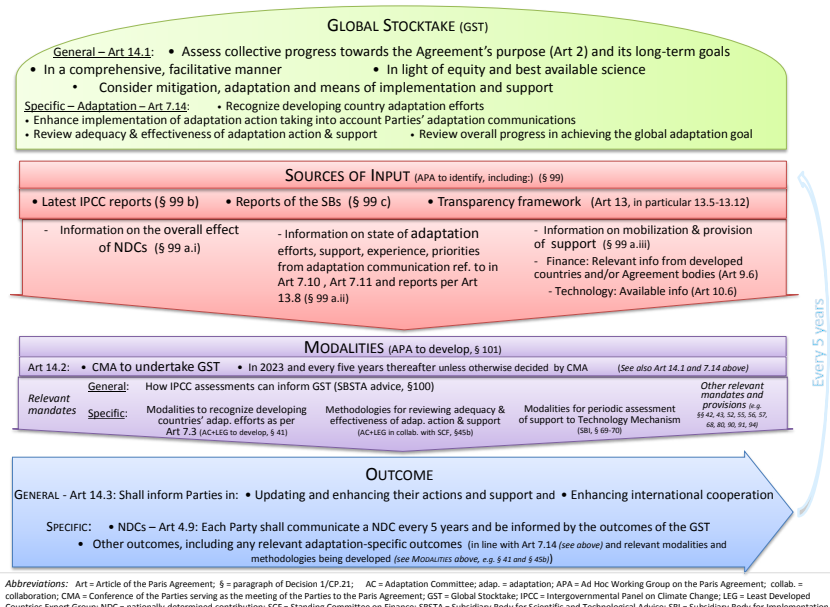 GLOBAL STOCKTAKE (GST)
General – Art 14.1: • Assess collective progress towards the Agreement's purpose (Art 2) and its long-term goals
• In a comprehensive, facilitative manner • In light of equity and best available science
• Consider mitigation, adaptation and means of implementation and support
Specific – Adaptation – Art 7.14: • Recognize developing country adaptation efforts
• Enhance implementation of adaptation action taking into account Parties' adaptation communications
• Review adequacy & effectiveness of adaptation action & support • Review overall progress in achieving the global adaptation goal
SOURCES OF INPUT (APA to identify, including:) (§ 99)
• Latest IPCC reports (§ 99 b) • Reports of the SBs (§ 99 c) • Transparency framework (Art 13, in particular 13.5-13.12)
- Information on the overall effect
of NDCs (§ 99 a.i)
- Information on state of adaptation
efforts, support, experience, priorities
from adaptation communication ref. to in
Art 7.10 , Art 7.11 and reports per Art
13.8 (§ 99 a.ii)
- Information on mobilization & provision
of support (§ 99 a.iii)
- Finance: Relevant info from developed
countries and/or Agreement bodies (Art 9.6)
- Technology: Available info (Art 10.6)
Every 5 years
MODALITIES (APA to develop, § 101)
Art 14.2: • CMA to undertake GST • In 2023 and every five years thereafter unless otherwise decided by CMA (See also Art 14.1 and 7.14 above)
Relevant
mandates
General: How IPCC assessments can inform GST (SBSTA advice, §100)
Specific:
Modalities to recognize developing
countries' adap. efforts as per
Art 7.3 (AC+LEG to develop, § 41)
Methodologies for reviewing adequacy &
effectiveness of adap. action & support
(AC+LEG in collab. with SCF, §45b)
Modalities for periodic assessment
of support to Technology Mechanism
(SBI, § 69-70)
Other relevant
mandates and
provisions (e.g.
§§ 42, 43, 52, 55, 56, 57,
68, 80, 90, 91, 94)
OUTCOME
GENERAL - Art 14.3: Shall inform Parties in: • Updating and enhancing their actions and support and • Enhancing international cooperation
SPECIFIC: • NDCs – Art 4.9: Each Party shall communicate a NDC every 5 years and be informed by the outcomes of the GST
• Other outcomes, including any relevant adaptation-specific outcomes (in line with Art 7.14 (see above) and relevant modalities and
methodologies being developed (see MODALITIES above, e.g. § 41 and § 45b))
Abbreviations: Art = Article of the Paris Agreement; § = paragraph of Decision 1/CP.21; AC = Adaptation Committee; adap. = adaptation; APA = Ad Hoc Working Group on the Paris Agreement; collab. =
collaboration; CMA = Conference of the Parties serving as the meeting of the Parties to the Paris Agreement; GST = Global Stocktake; IPCC = Intergovernmental Panel on Climate Change; LEG = Least Developed